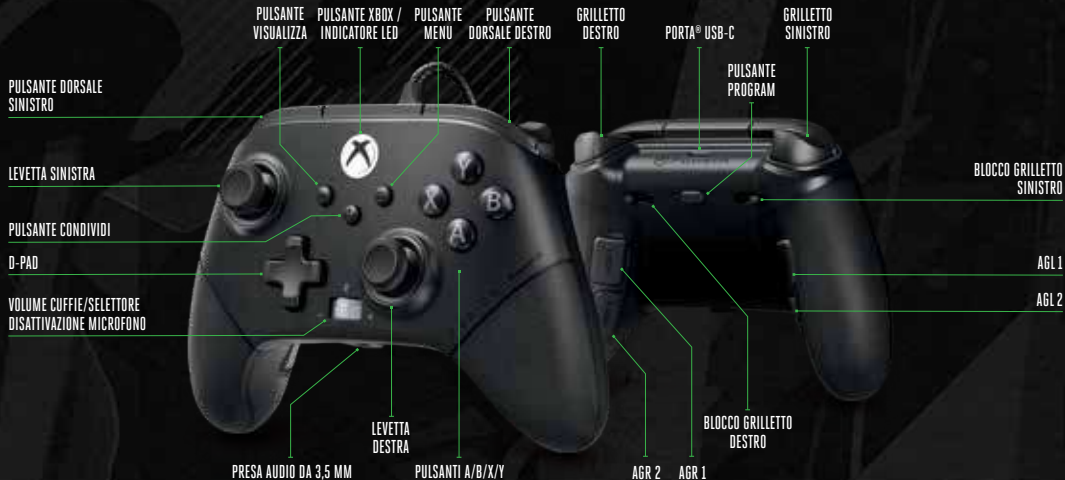 PULSANTE
VISUALIZZA
PULSANTE XBOX /
INDICATORE LED
PULSANTE
MENU
PULSANTE
DORSALE DESTRO
GRILLETTO
DESTRO
PORTA® USB-C
GRILLETTO
SINISTRO
PULSANTE
PROGRAM
PULSANTE DORSALE
SINISTRO
LEVETTA SINISTRA
BLOCCO GRILLETTO
SINISTRO
PULSANTE CONDIVIDI
D-PAD
AGL 1
AGL 2
VOLUME CUFFIE/SELETTORE
DISATTIVAZIONE MICROFONO
Y
X
B
A
LEVETTA
DESTRA
BLOCCO GRILLETTO
DESTRO
PRESA AUDIO DA 3,5 MM
PULSANTI A/B/X/Y
AGR 2
AGR 1